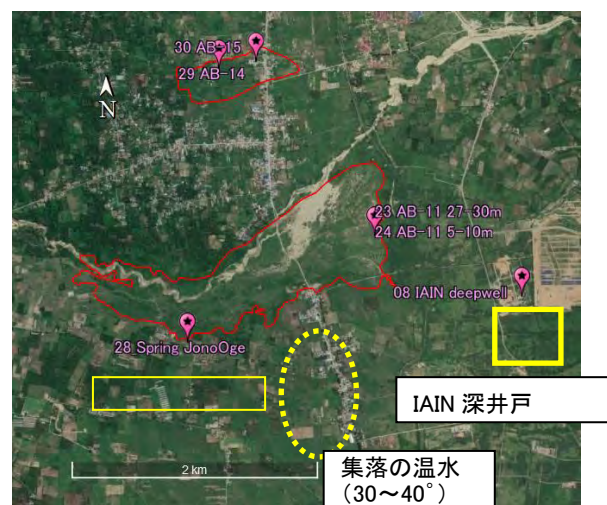 30 AB-15
29 AB-14
N
23 AB-11 27-30m
24 AB-11 5-10m
08 IAIN deepwell
28 Spring JonoOge
IAIN 深井戸
2 km
集落の温水
（30～40°）